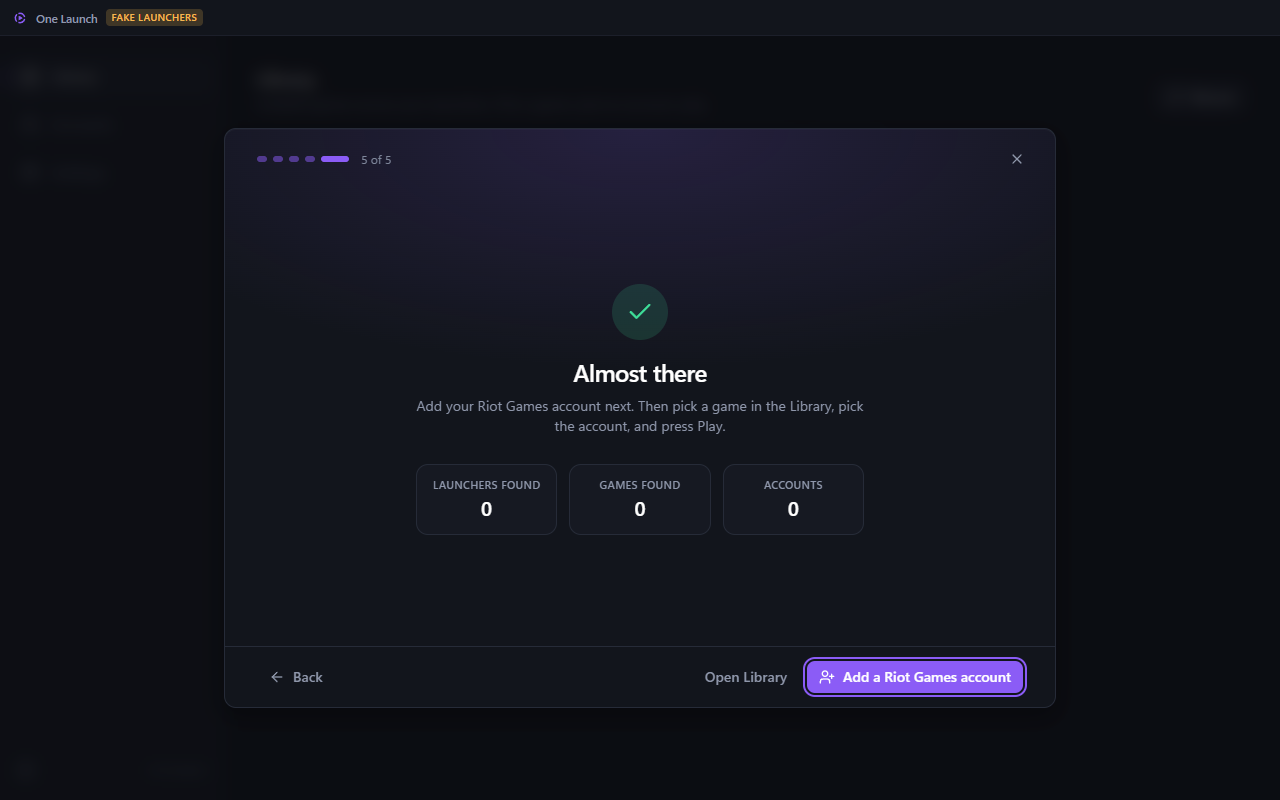 One Launch FAKE LAUNCHERS
5 of 5
Almost there
Add your Riot Games account next. Then pick a game in the Library, pick
the account, and press Play.
LAUNCHERS FOUND
0
GAMES FOUND
0
ACCOUNTS
0
Back
Open Library
Add a Riot Games account